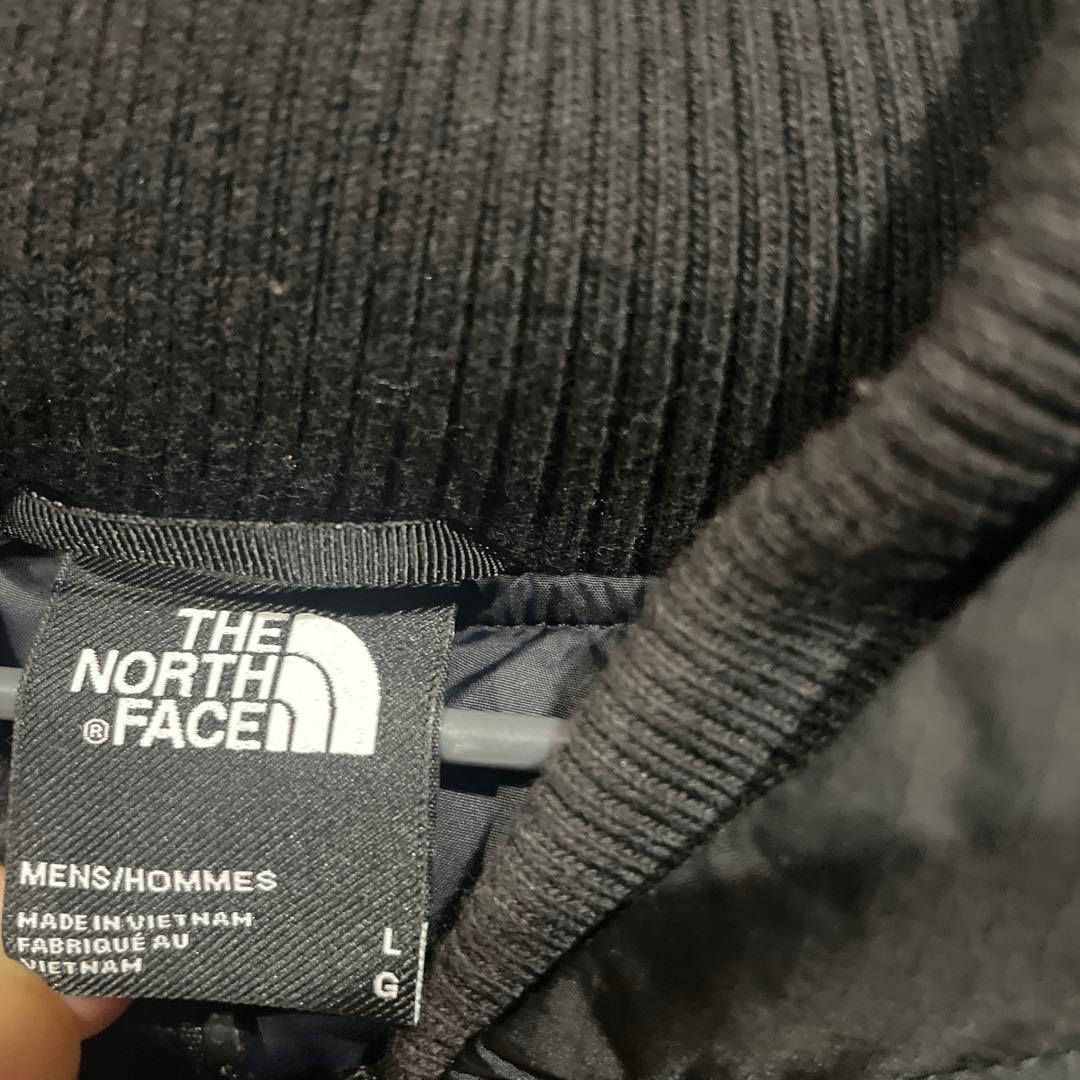 THE
NORTH
® FACE
MENS/HOMMES
MADE IN VIETNAM
FABRIQUÉ AU
VIETNAM
L
G